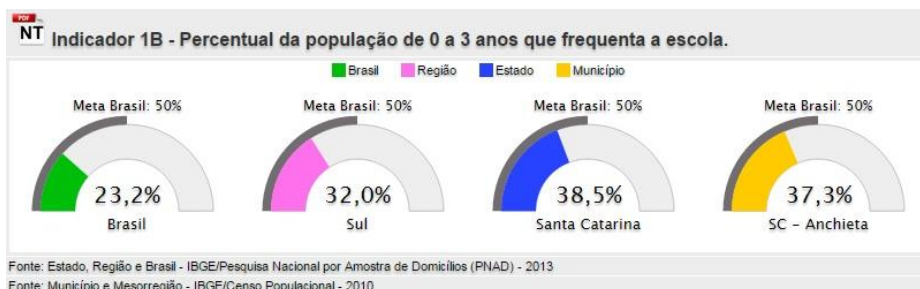 PDF
NT Indicador 1B - Percentual da população de 0 a 3 anos que frequenta a escola.
Brasil Região Estado Município
Meta Brasil: 50% Meta Brasil: 50% Meta Brasil: 50% Meta Brasil: 50%
23,2% 32,0% 38,5% 37,3%
Brasil Sul Santa Catarina SC - Anchieta
Fonte: Estado, Região e Brasil - IBGE/Pesquisa Nacional por Amostra de Domicílios (PNAD) - 2013
Fonte: Município e Mesorregião - IBGE/Censo Populacional - 2010